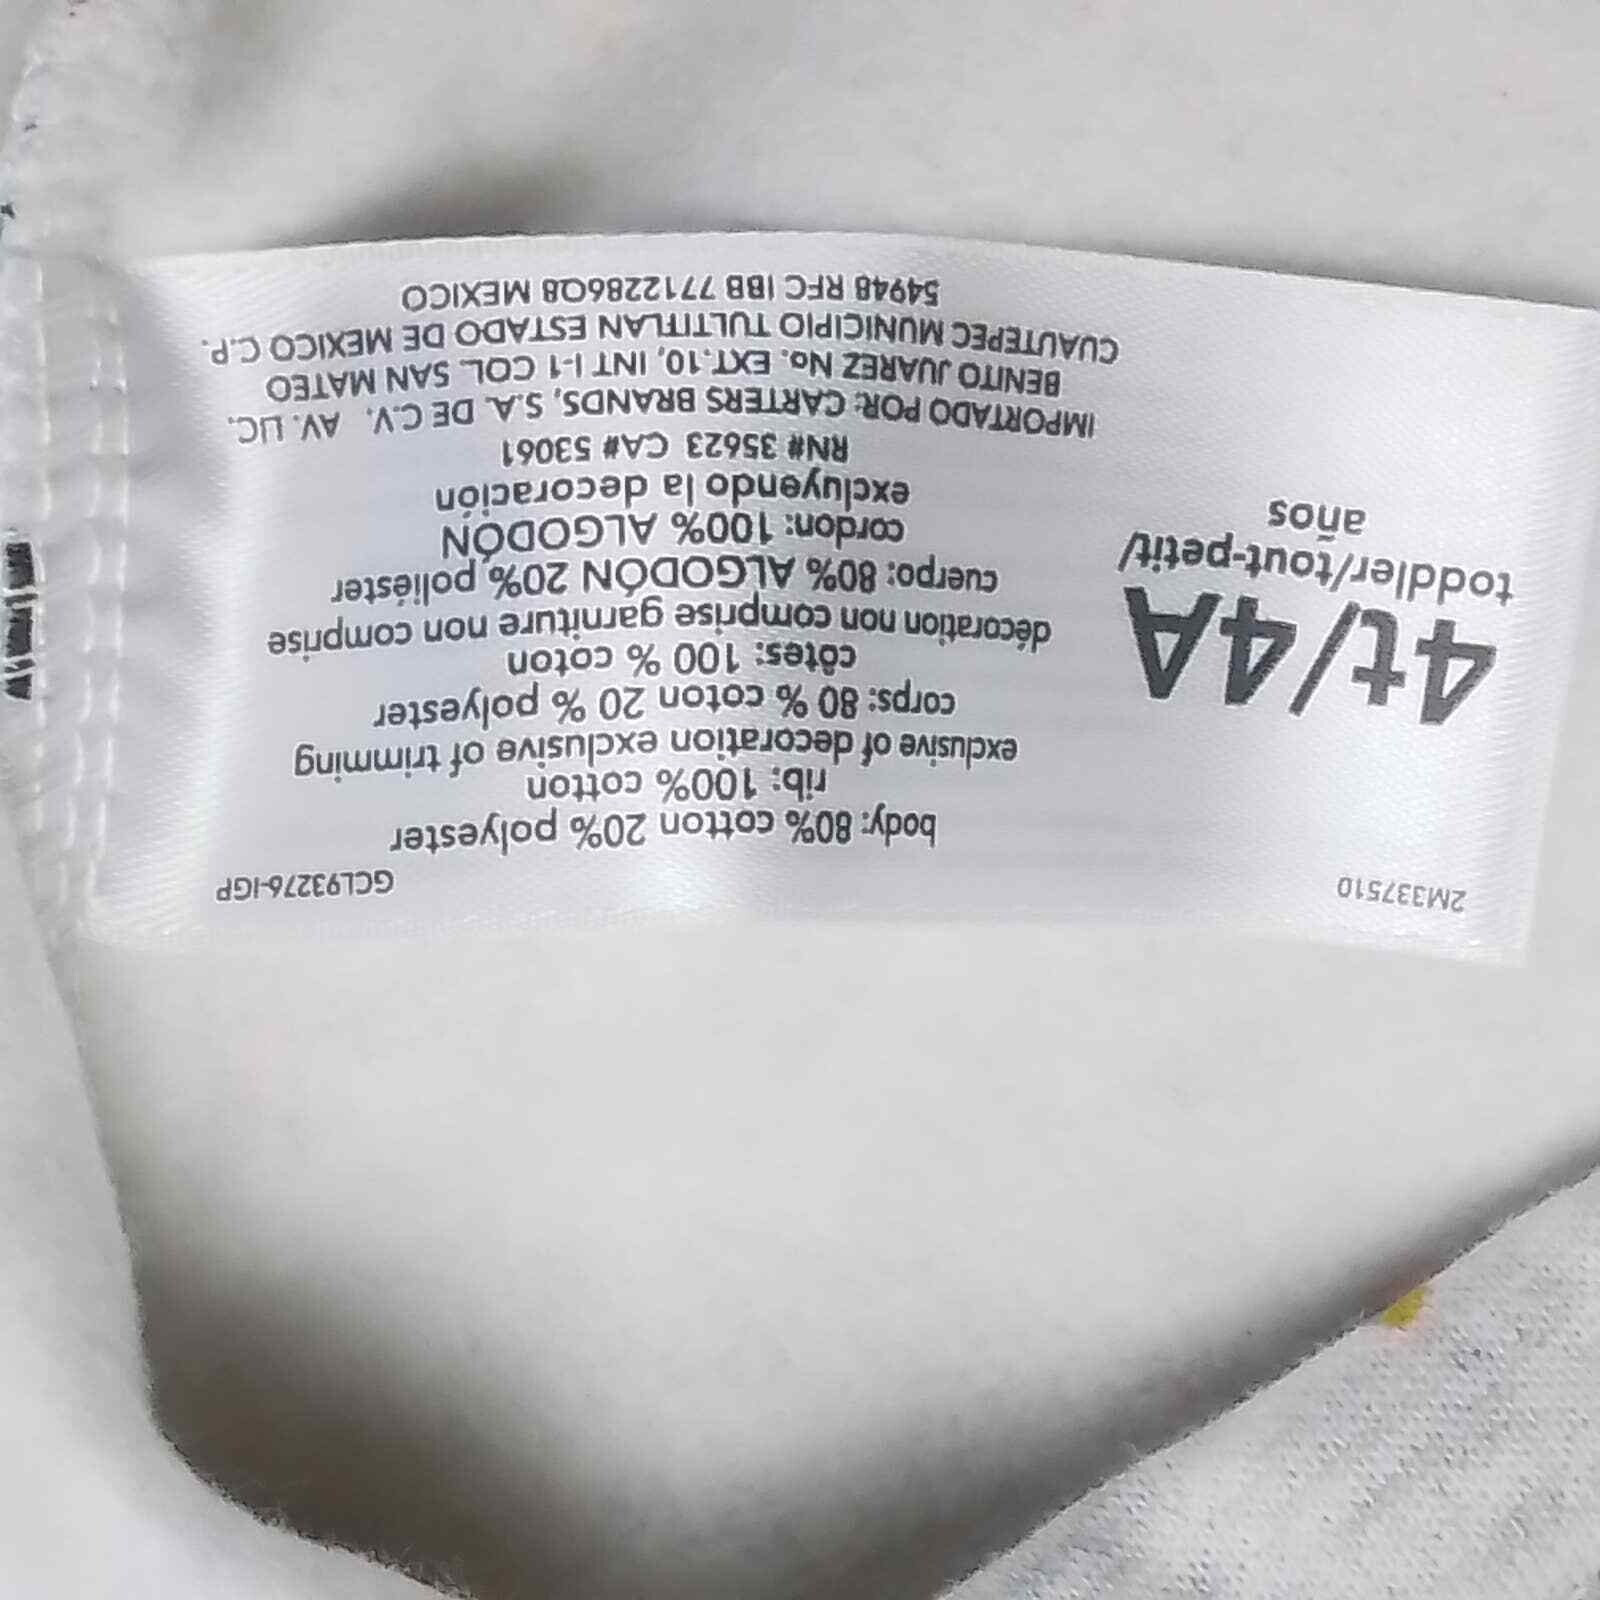 2M337510
GCL93276-IGP
4t/4A
toddler/tout-petit/
años
body: 80% cotton 20% polyester
rib: 100% cotton
exclusive of decoration exclusive of trimming
corps: 80 % coton 20 % polyester
côtes: 100 % coton
décoration non comprise garniture non comprise
cuerpo: 80% ALGODÓN 20% poliéster
cordon: 100% ALGODÓN
excluyendo la decoración
RN# 35623 CA# 53061
IMPORTADO POR: CARTERS BRANDS, S.A. DE C.V. AV. LIC.
BENITO JUAREZ No. EXT.10, INT I-1 COL. SAN MATEO
CUAUTEPEC MUNICIPIO TULTITLAN ESTADO DE MEXICO C.P.
54948 RFC IBB 7712286Q8 MEXICO